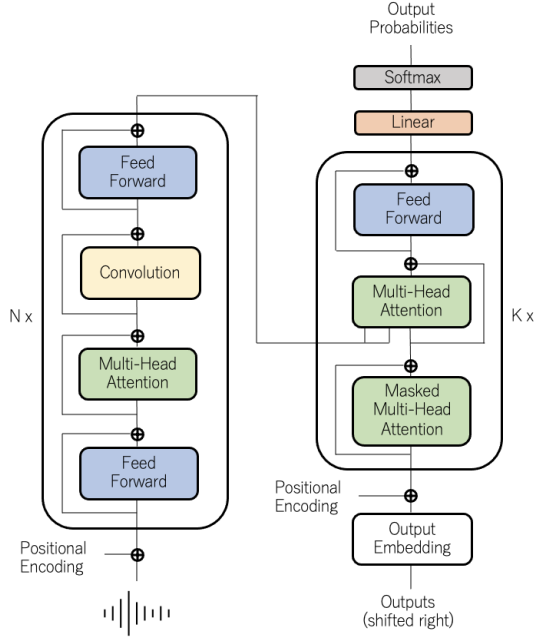 Output
Probabilities
Softmax
Linear
Feed
Forward
Multi-Head
Attention
Masked
Multi-Head
Attention
K x
Positional
Encoding
Output
Embedding
Outputs
(shifted right)
Feed
Forward
Convolution
Multi-Head
Attention
Feed
Forward
N x
Positional
Encoding